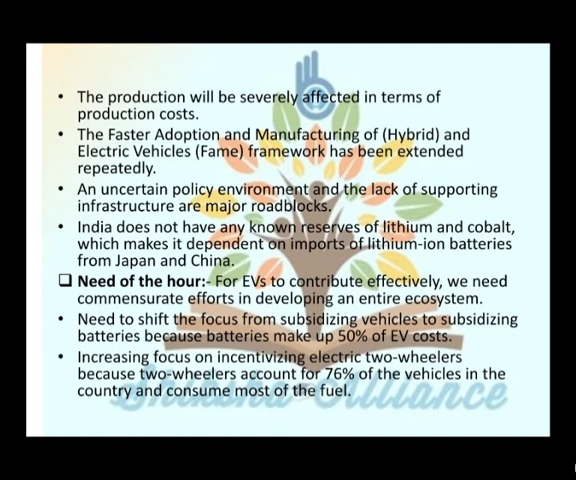 • The production will be severely affected in terms of
production costs.
• The Faster Adoption and Manufacturing of (Hybrid) and
Electric Vehicles (Fame) framework has been extended
repeatedly.
• An uncertain policy environment and the lack of supporting
infrastructure are major roadblocks.
• India does not have any known reserves of lithium and cobalt,
which makes it dependent on imports of lithium-ion batteries
from Japan and China.
❑ Need of the hour:- For EVs to contribute effectively, we need
commensurate efforts in developing an entire ecosystem.
• Need to shift the focus from subsidizing vehicles to subsidizing
batteries because batteries make up 50% of EV costs.
• Increasing focus on incentivizing electric two-wheelers
because two-wheelers account for 76% of the vehicles in the
country and consume most of the fuel.
Shiksha Alliance